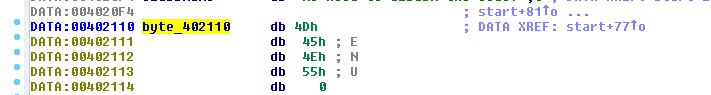 DATA:004020F4 ; start+81↑o ...
DATA:00402110 byte_402110 db 4Dh ; DATA XREF: start+77↑o
DATA:00402111 db 45h ; E
DATA:00402112 db 4Eh ; N
DATA:00402113 db 55h ; U
DATA:00402114 db 0